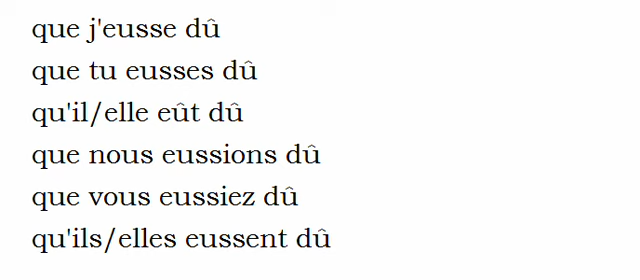 que j'eusse dû
que tu eusses dû
qu'il/elle eût dû
que nous eussions dû
que vous eussiez dû
qu'ils/elles eussent dû